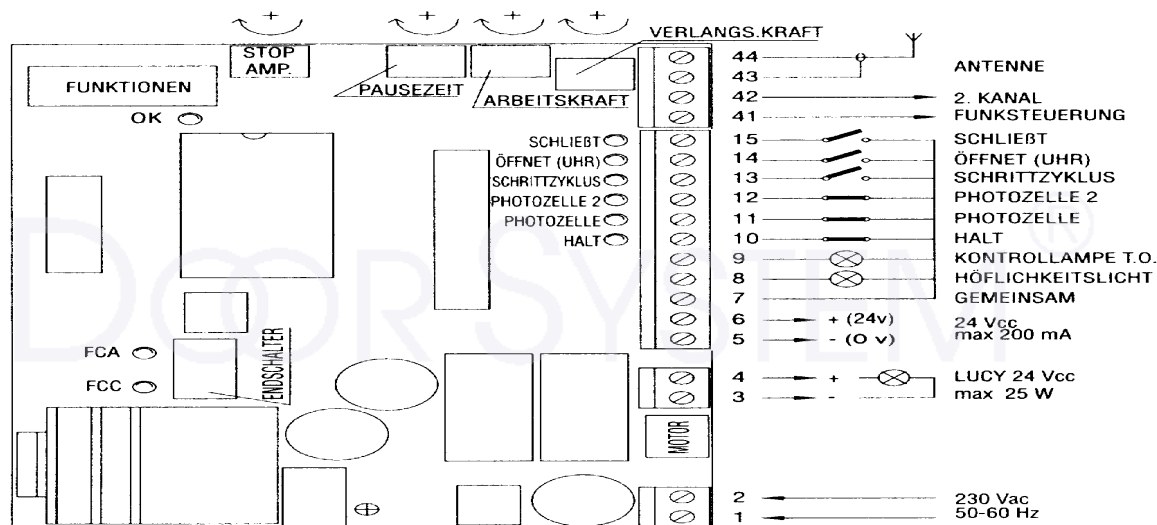 + + + +
VERLANGS.KRAFT
STOP
AMP.
FUNKTIONEN
PAUSEZEIT
ARBEITSKRAFT
OK
44
43
ANTENNE
42 2. KANAL
41 FUNKSTEUERUNG
SCHLIEßT 15 SCHLIEßT
ÖFFNET (UHR) 14 ÖFFNET (UHR)
SCHRITTZYKLUS 13 SCHRITTZYKLUS
PHOTOZELLE 2 12 PHOTOZELLE 2
PHOTOZELLE 11 PHOTOZELLE
HALT 10 HALT
9 KONTROLLAMPE T.O.
8 HÖFLICHKEITSLICHT
7 GEMEINSAM
DOOR SYSTEM®
6 + (24v) 24 Vcc
5 - (0 v) max 200 mA
FCA
FCC
ENDSCHALTER
4 + LUCY 24 Vcc
3 - max 25 W
MOTOR
2 230 Vac
1 50-60 Hz